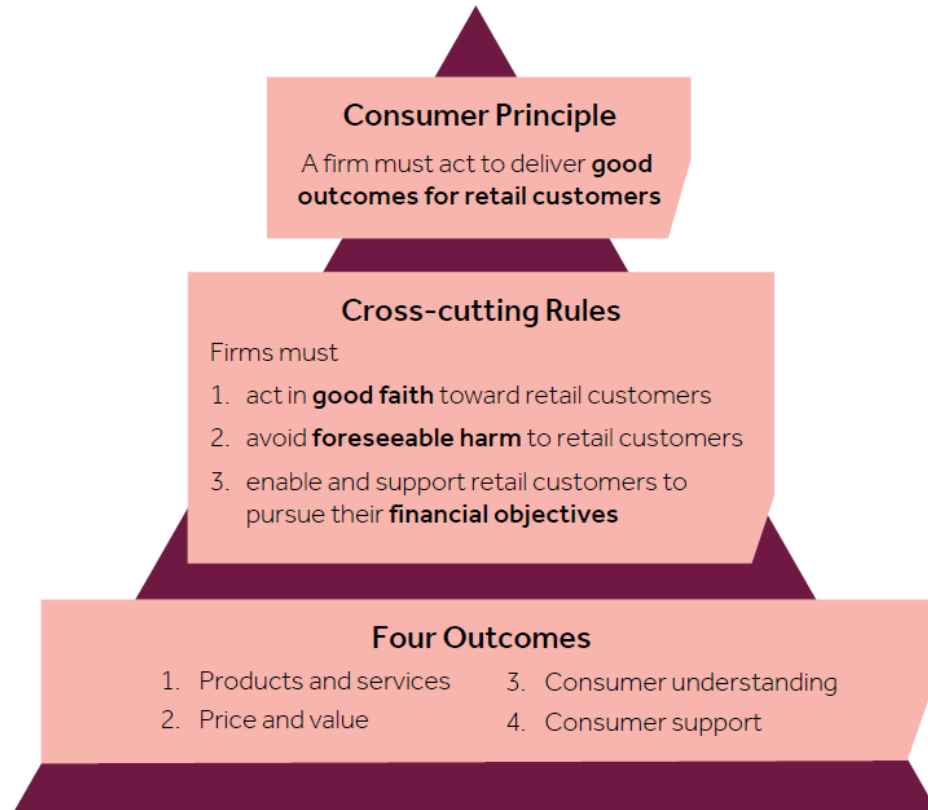 Consumer Principle
A firm must act to deliver good
outcomes for retail customers
Cross-cutting Rules
Firms must
1. act in good faith toward retail customers
2. avoid foreseeable harm to retail customers
3. enable and support retail customers to
pursue their financial objectives
Four Outcomes
1. Products and services
2. Price and value
3. Consumer understanding
4. Consumer support